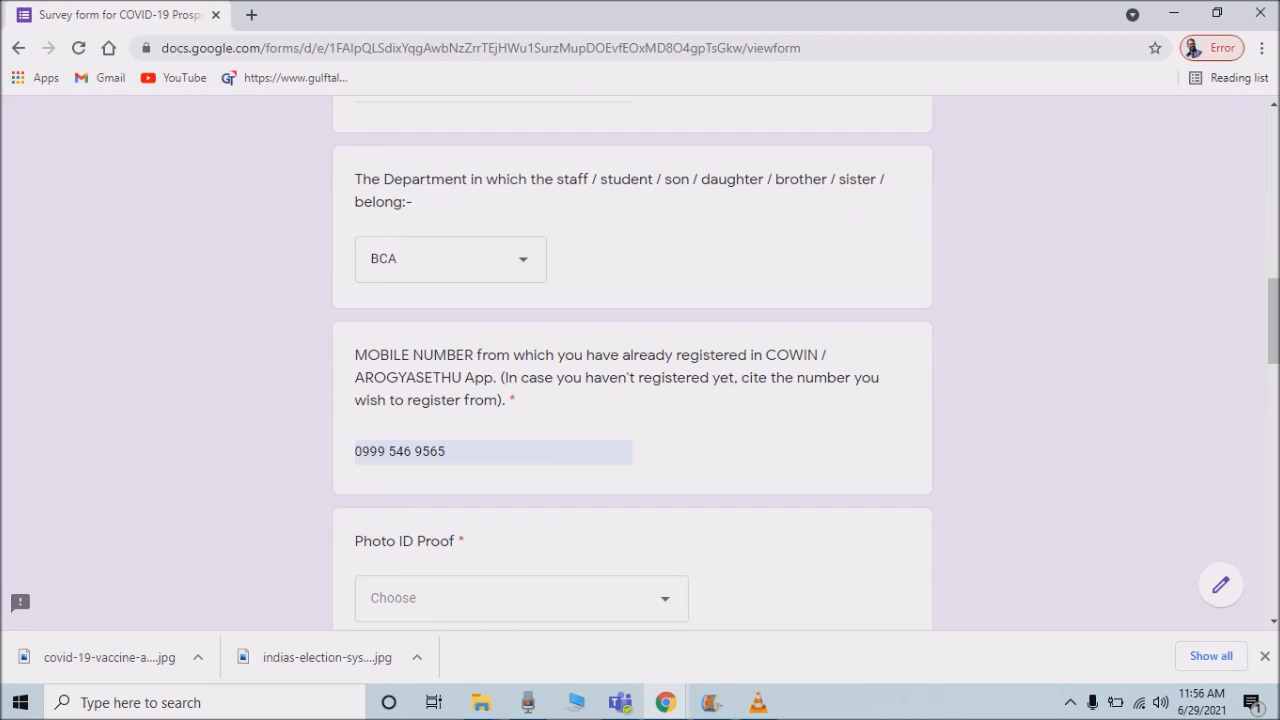 Survey form for COVID-19 Prosp
docs.google.com/forms/d/e/1FAIpQLSdixYqgAwbNzZrrTEjHWu1SurzMupDOEvfEOxMD8O4gpTsGkw/viewform
Error
Apps
Gmail
YouTube
GT
https://www.gulftal...
Reading list
The Department in which the staff / student / son / daughter / brother / sister /
belong:-
BCA
MOBILE NUMBER from which you have already registered in COWIN /
AROGYASETHU App. (In case you haven't registered yet, cite the number you
wish to register from). *
0999 546 9565
Photo ID Proof *
Choose
covid-19-vaccine-a....jpg
indias-election-sys....jpg
Show all
Type here to search
11:56 AM
6/29/2021
1